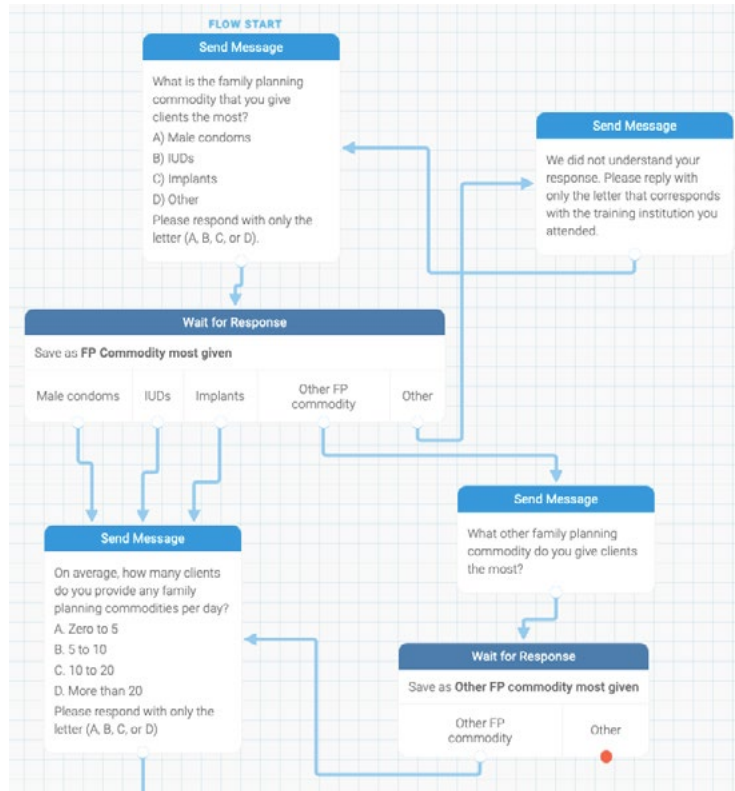 FLOW START
Send Message
What is the family planning
commodity that you give
clients the most?
A) Male condoms
B) IUDs
C) Implants
D) Other
Please respond with only the
letter (A, B, C, or D).
Send Message
We did not understand your
response. Please reply with
only the letter that corresponds
with the training institution you
attended.
Wait for Response
Save as FP Commodity most given
Male condoms
IUDs
Implants
Other FP
commodity
Other
Send Message
What other family planning
commodity do you give clients
the most?
Send Message
On average, how many clients
do you provide any family
planning commodities per day?
A. Zero to 5
B. 5 to 10
C. 10 to 20
D. More than 20
Please respond with only the
letter (A, B, C, or D)
Wait for Response
Save as Other FP commodity most given
Other FP
commodity
Other